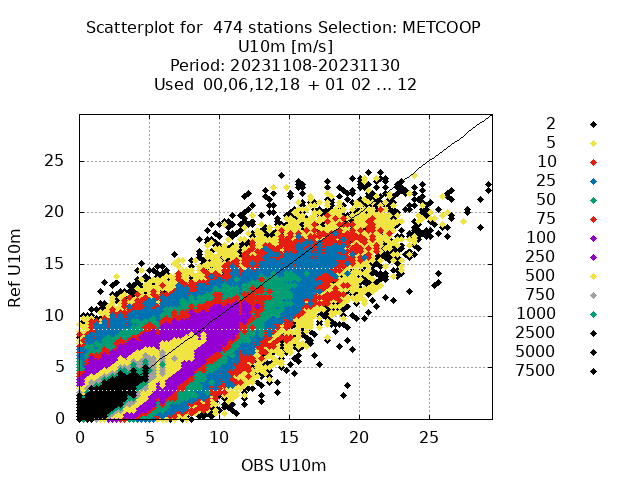 Scatterplot for  474 stations Selection: METCOOP
U10m [m/s]
Period: 20231108-20231130
Used  00,06,12,18  + 01 02 ... 12
2
5
10
25
50
75
100
250
500
750
1000
2500
5000
7500
Ref U10m
25
20
15
10
5
0
0 5 10 15 20 25
OBS U10m